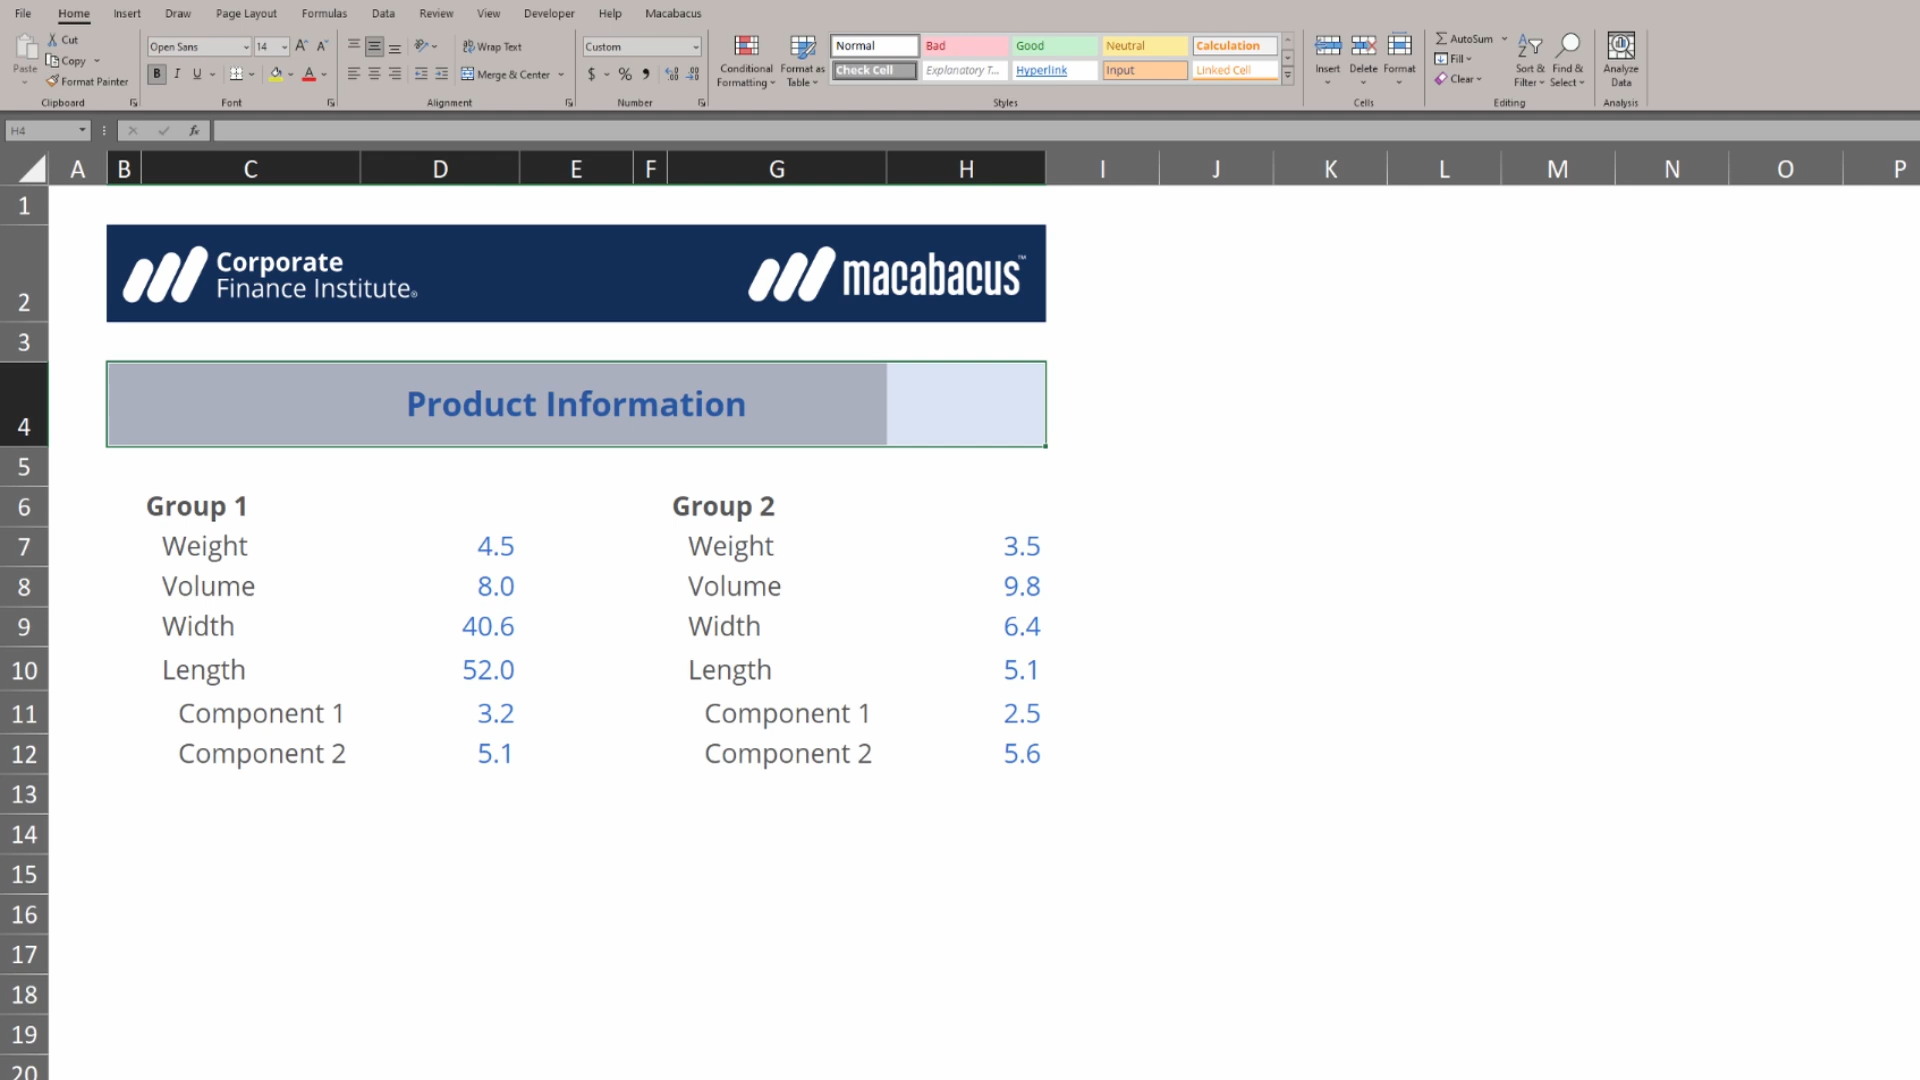 File Home Insert Draw Page Layout Formulas Data Review View Developer Help Macabacus
Paste Cut Copy Format Painter Clipboard
Open Sans 14 A A B I U A Font
Wrap Text Merge & Center Alignment
Custom $ % Number
Conditional Formatting Format as Table Normal Bad Good Neutral Calculation
Check Cell Explanatory T... Hyperlink Input Linked Cell Styles
Insert Delete Format Cells
AutoSum Fill Clear Sort & Filter Find & Select Editing
Analyze Data Analysis
H4 fx
A B C D E F G H I J K L M N O P
1
2 Corporate
Finance Institute® macabacus™
3
4 Product Information
5
6 Group 1 Group 2
7 Weight 4.5 Weight 3.5
8 Volume 8.0 Volume 9.8
9 Width 40.6 Width 6.4
10 Length 52.0 Length 5.1
11 Component 1 3.2 Component 1 2.5
12 Component 2 5.1 Component 2 5.6
13
14
15
16
17
18
19
20